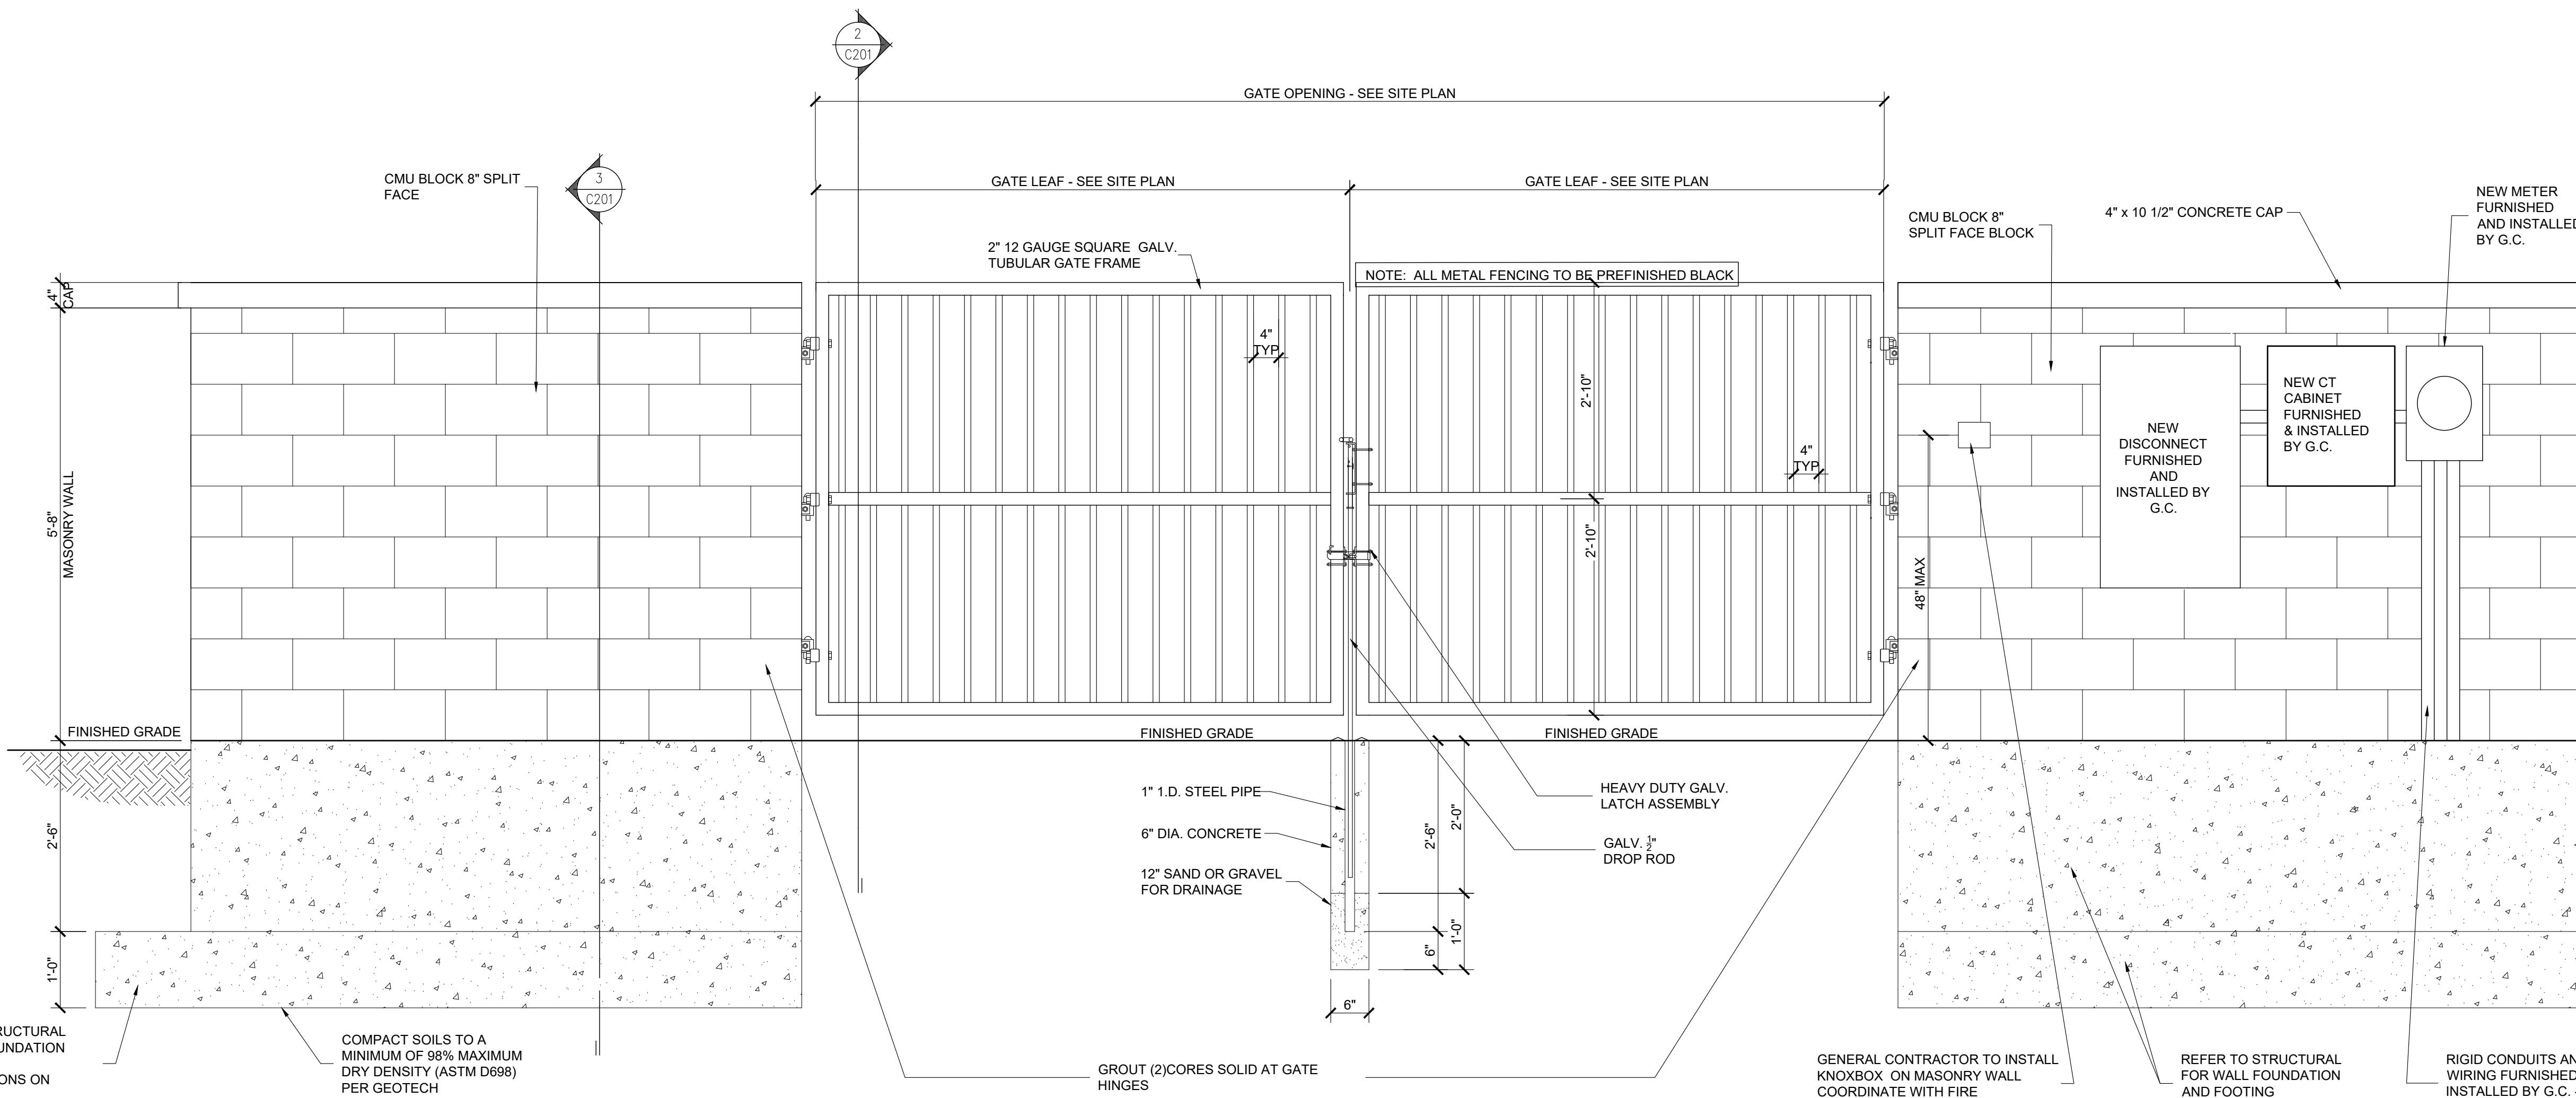 2
C201
GATE OPENING - SEE SITE PLAN
3
C201
CMU BLOCK 8" SPLIT
FACE
GATE LEAF - SEE SITE PLAN
GATE LEAF - SEE SITE PLAN
2" 12 GAUGE SQUARE GALV.
TUBULAR GATE FRAME
NOTE: ALL METAL FENCING TO BE PREFINISHED BLACK
CMU BLOCK 8"
SPLIT FACE BLOCK
4" x 10 1/2" CONCRETE CAP
NEW METER
FURNISHED
AND INSTALLED
BY G.C.
4"
CAP
4"
TYP
2'-10"
4"
TYP
2'-10"
NEW
DISCONNECT
FURNISHED
AND
INSTALLED BY
G.C.
NEW CT
CABINET
FURNISHED
& INSTALLED
BY G.C.
5'-8"
MASONRY WALL
48" MAX
FINISHED GRADE
FINISHED GRADE
FINISHED GRADE
1" 1.D. STEEL PIPE
6" DIA. CONCRETE
12" SAND OR GRAVEL
FOR DRAINAGE
2'-6"
2'-0"
6"
1'-0"
6"
HEAVY DUTY GALV.
LATCH ASSEMBLY
GALV. 1/2"
DROP ROD
2'-6"
1'-0"
RUCTURAL
UNDATION
ONS ON
COMPACT SOILS TO A
MINIMUM OF 98% MAXIMUM
DRY DENSITY (ASTM D698)
PER GEOTECH
GROUT (2)CORES SOLID AT GATE
HINGES
GENERAL CONTRACTOR TO INSTALL
KNOXBOX ON MASONRY WALL
COORDINATE WITH FIRE
REFER TO STRUCTURAL
FOR WALL FOUNDATION
AND FOOTING
RIGID CONDUITS AN
WIRING FURNISHED
INSTALLED BY G.C.